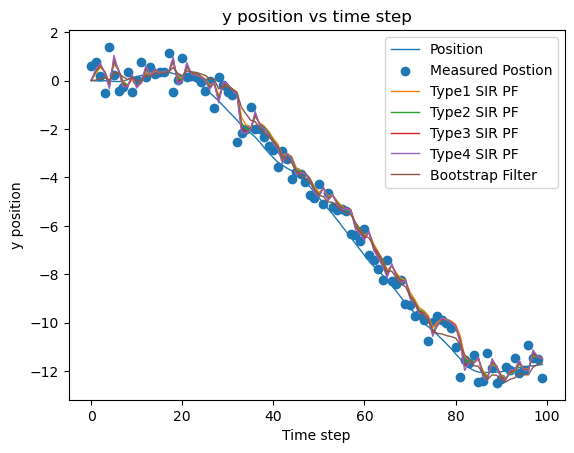 y position vs time step
Position
Measured Postion
Type1 SIR PF
Type2 SIR PF
Type3 SIR PF
Type4 SIR PF
Bootstrap Filter
y position
2
0
−2
−4
−6
−8
−10
−12
0 20 40 60 80 100
Time step